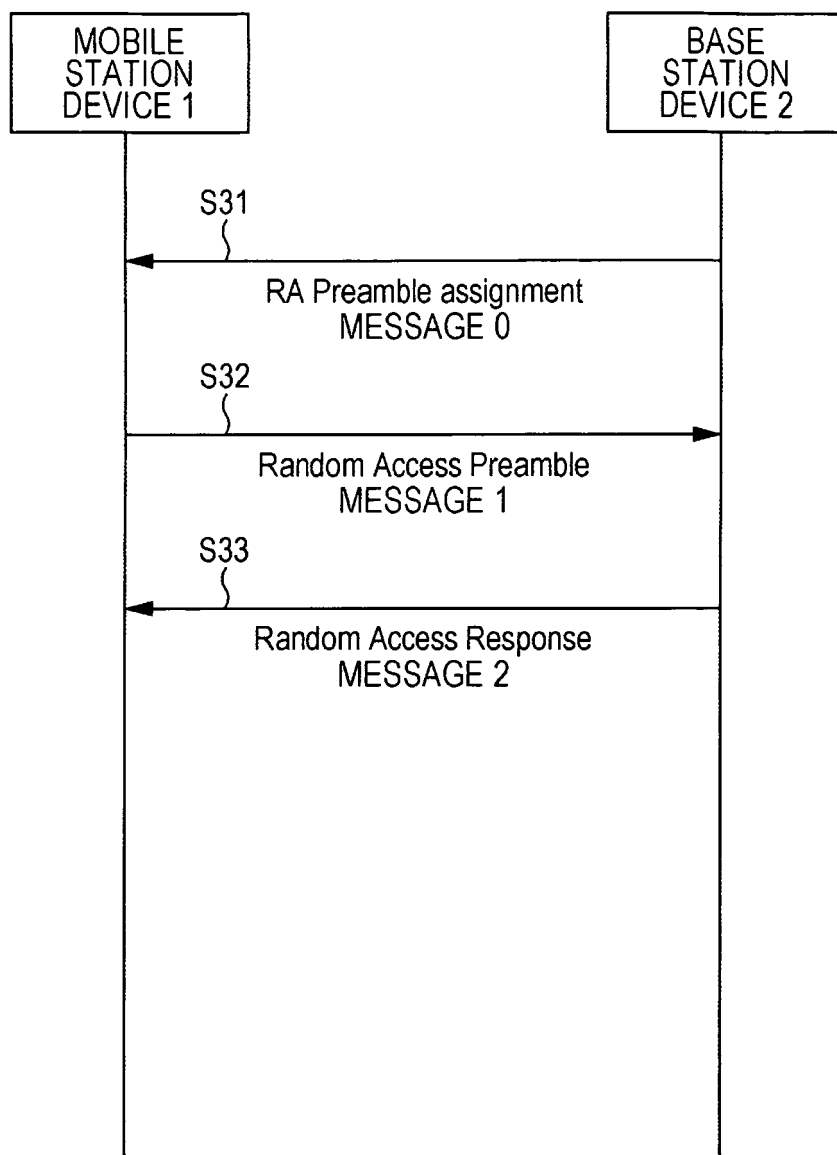 MOBILE
STATION
DEVICE 1
BASE
STATION
DEVICE 2
S31
RA Preamble assignment
MESSAGE 0
S32
Random Access Preamble
MESSAGE 1
S33
Random Access Response
MESSAGE 2